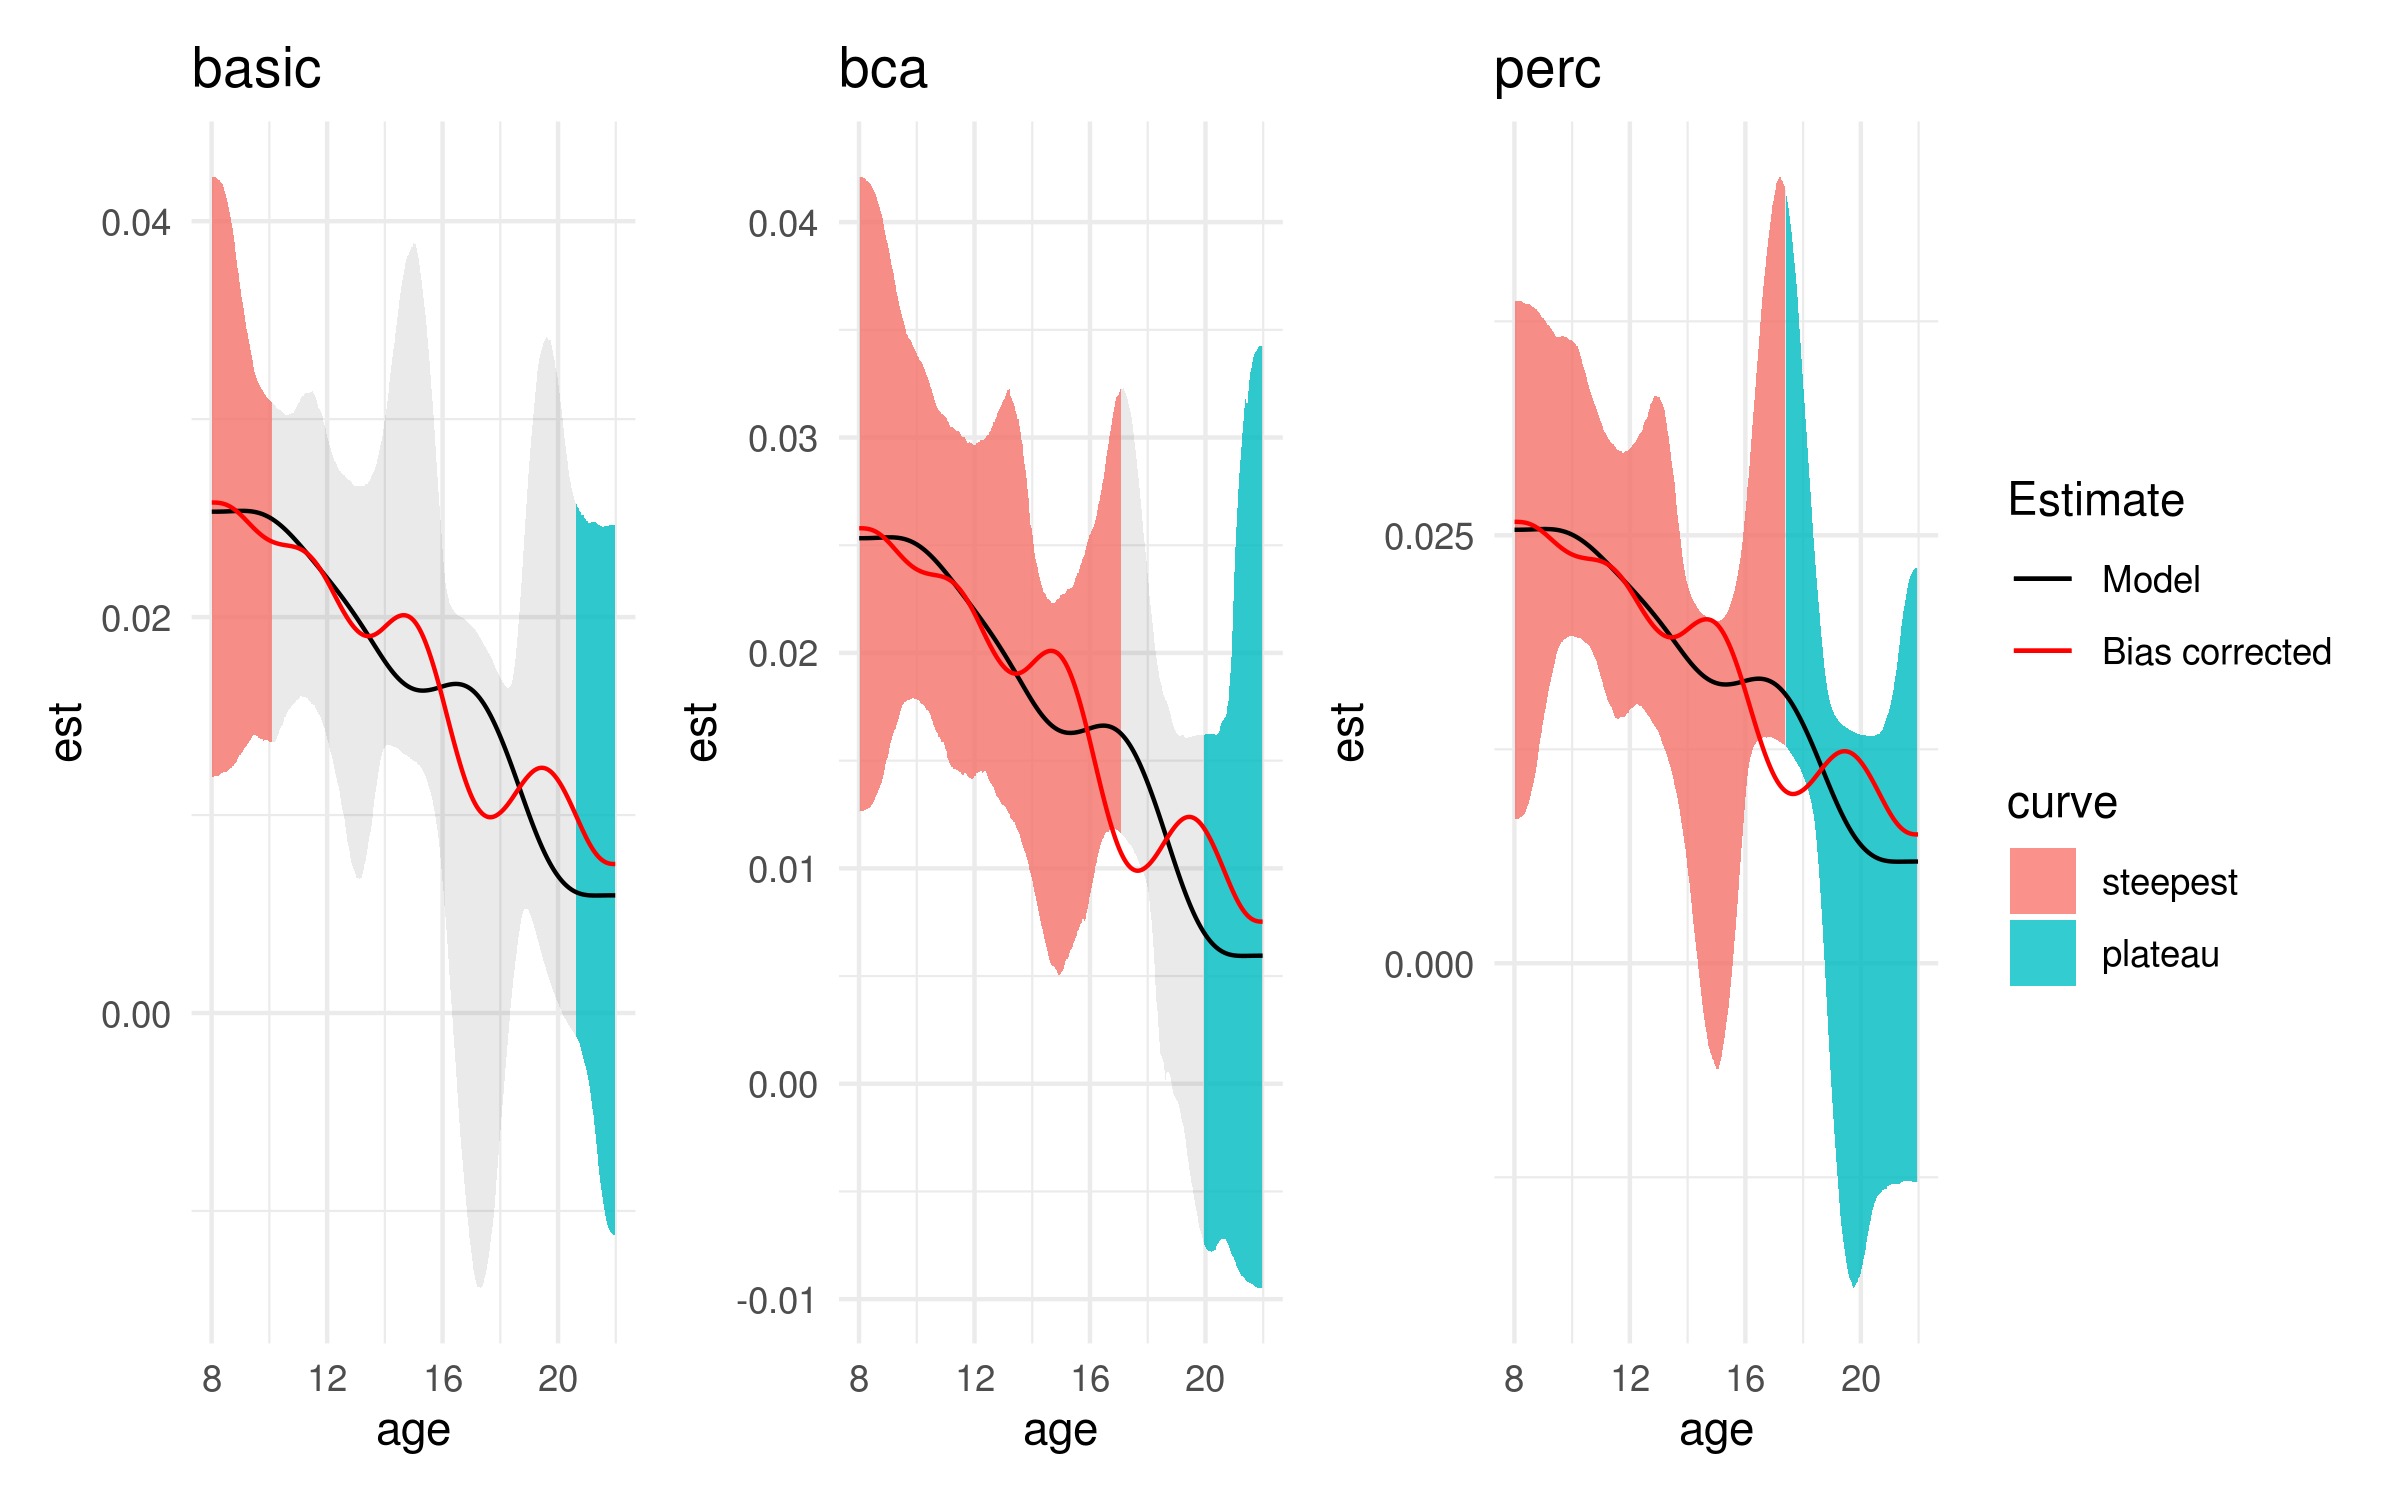 basic
est
0.04
0.02
0.00
8 12 16 20
age
bca
est
0.04
0.03
0.02
0.01
0.00
-0.01
8 12 16 20
age
perc
est
0.025
0.000
8 12 16 20
age
Estimate
Model
Bias corrected
curve
steepest
plateau